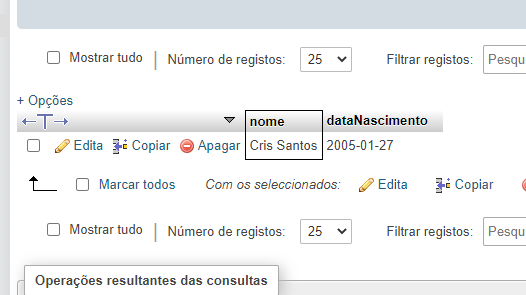 Mostrar tudo Número de registos: 25 Filtrar registos: Pesqu
+ Opções
←T→ nome dataNascimento
Edita Copiar Apagar Cris Santos 2005-01-27
Marcar todos Com os seleccionados: Edita Copiar
Mostrar tudo Número de registos: 25 Filtrar registos: Pesqu
Operações resultantes das consultas